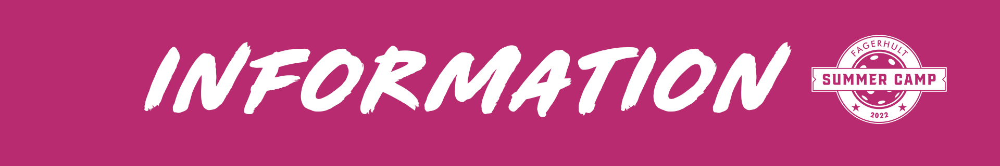 INFORMATION
FAGERHULT
SUMMER CAMP
2022